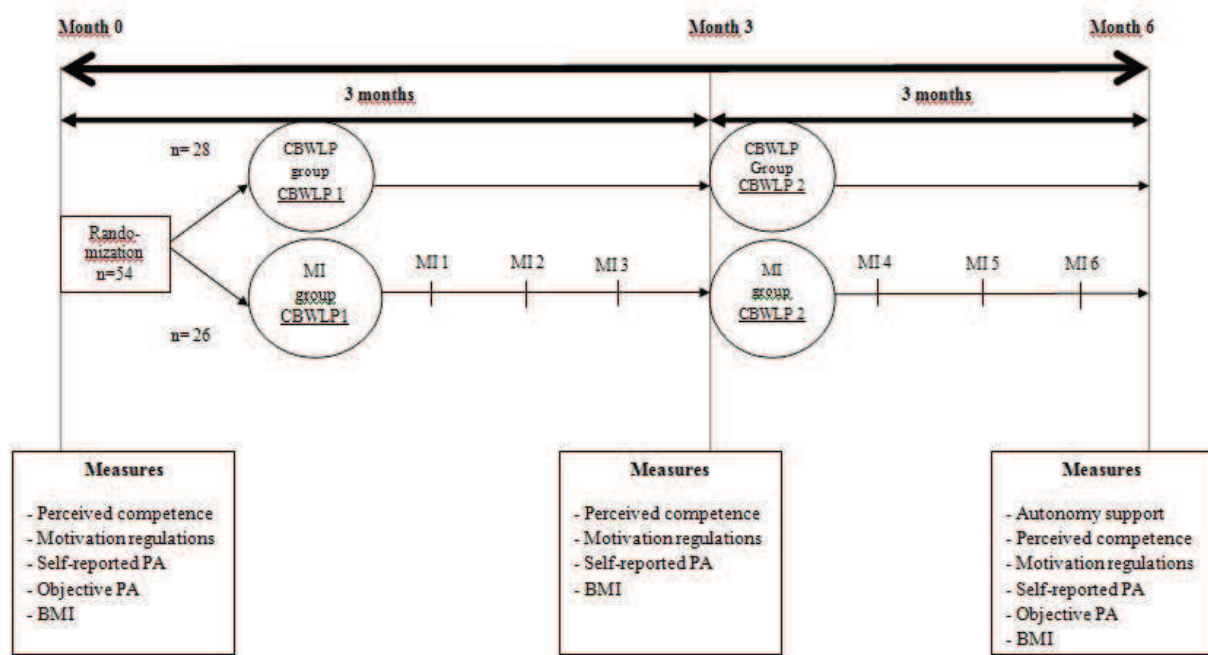 Month 0
Month 3
Month 6
3 months
3 months
n= 28
CBWLP
group
CBWLP 1
CBWLP
Group
CBWLP 2
Rando-
mization
n=54
MI
group
CBWLP1
MI 1
MI 2
MI 3
MI
group
CBWLP 2
MI 4
MI 5
MI 6
n= 26
Measures
- Perceived competence
- Motivation regulations
- Self-reported PA
- Objective PA
- BMI
Measures
- Perceived competence
- Motivation regulations
- Self-reported PA
- BMI
Measures
- Autonomy support
- Perceived competence
- Motivation regulations
- Self-reported PA
- Objective PA
- BMI